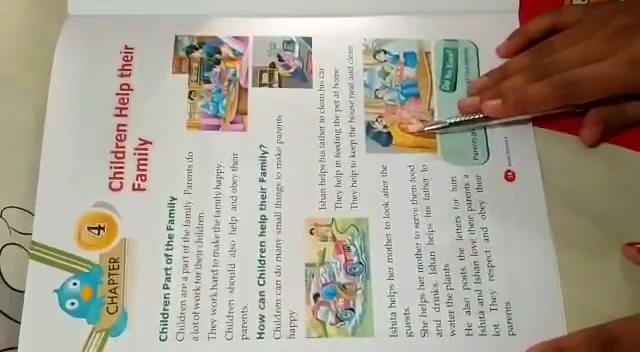 CHAPTER
4
Children Help their
Family
Children Part of the Family
Children are a part of the family. Parents do
a lot of work for their children.
They work hard to make the family happy.
Children should also help and obey their
parents.
How can Children help their Family?
Children can do many small things to make parents
happy.
Ishan helps his father to clean his car.
They help in feeding the pet at home.
They help to keep the house neat and clean.
Ishita helps her mother to look after the
guests.
She helps her mother to serve them food
and drinks. Ishan helps his father to
water the plants.
He also posts the letters for him.
Ishita and Ishan love their parents a
lot. They respect and obey their
parents.
Parents